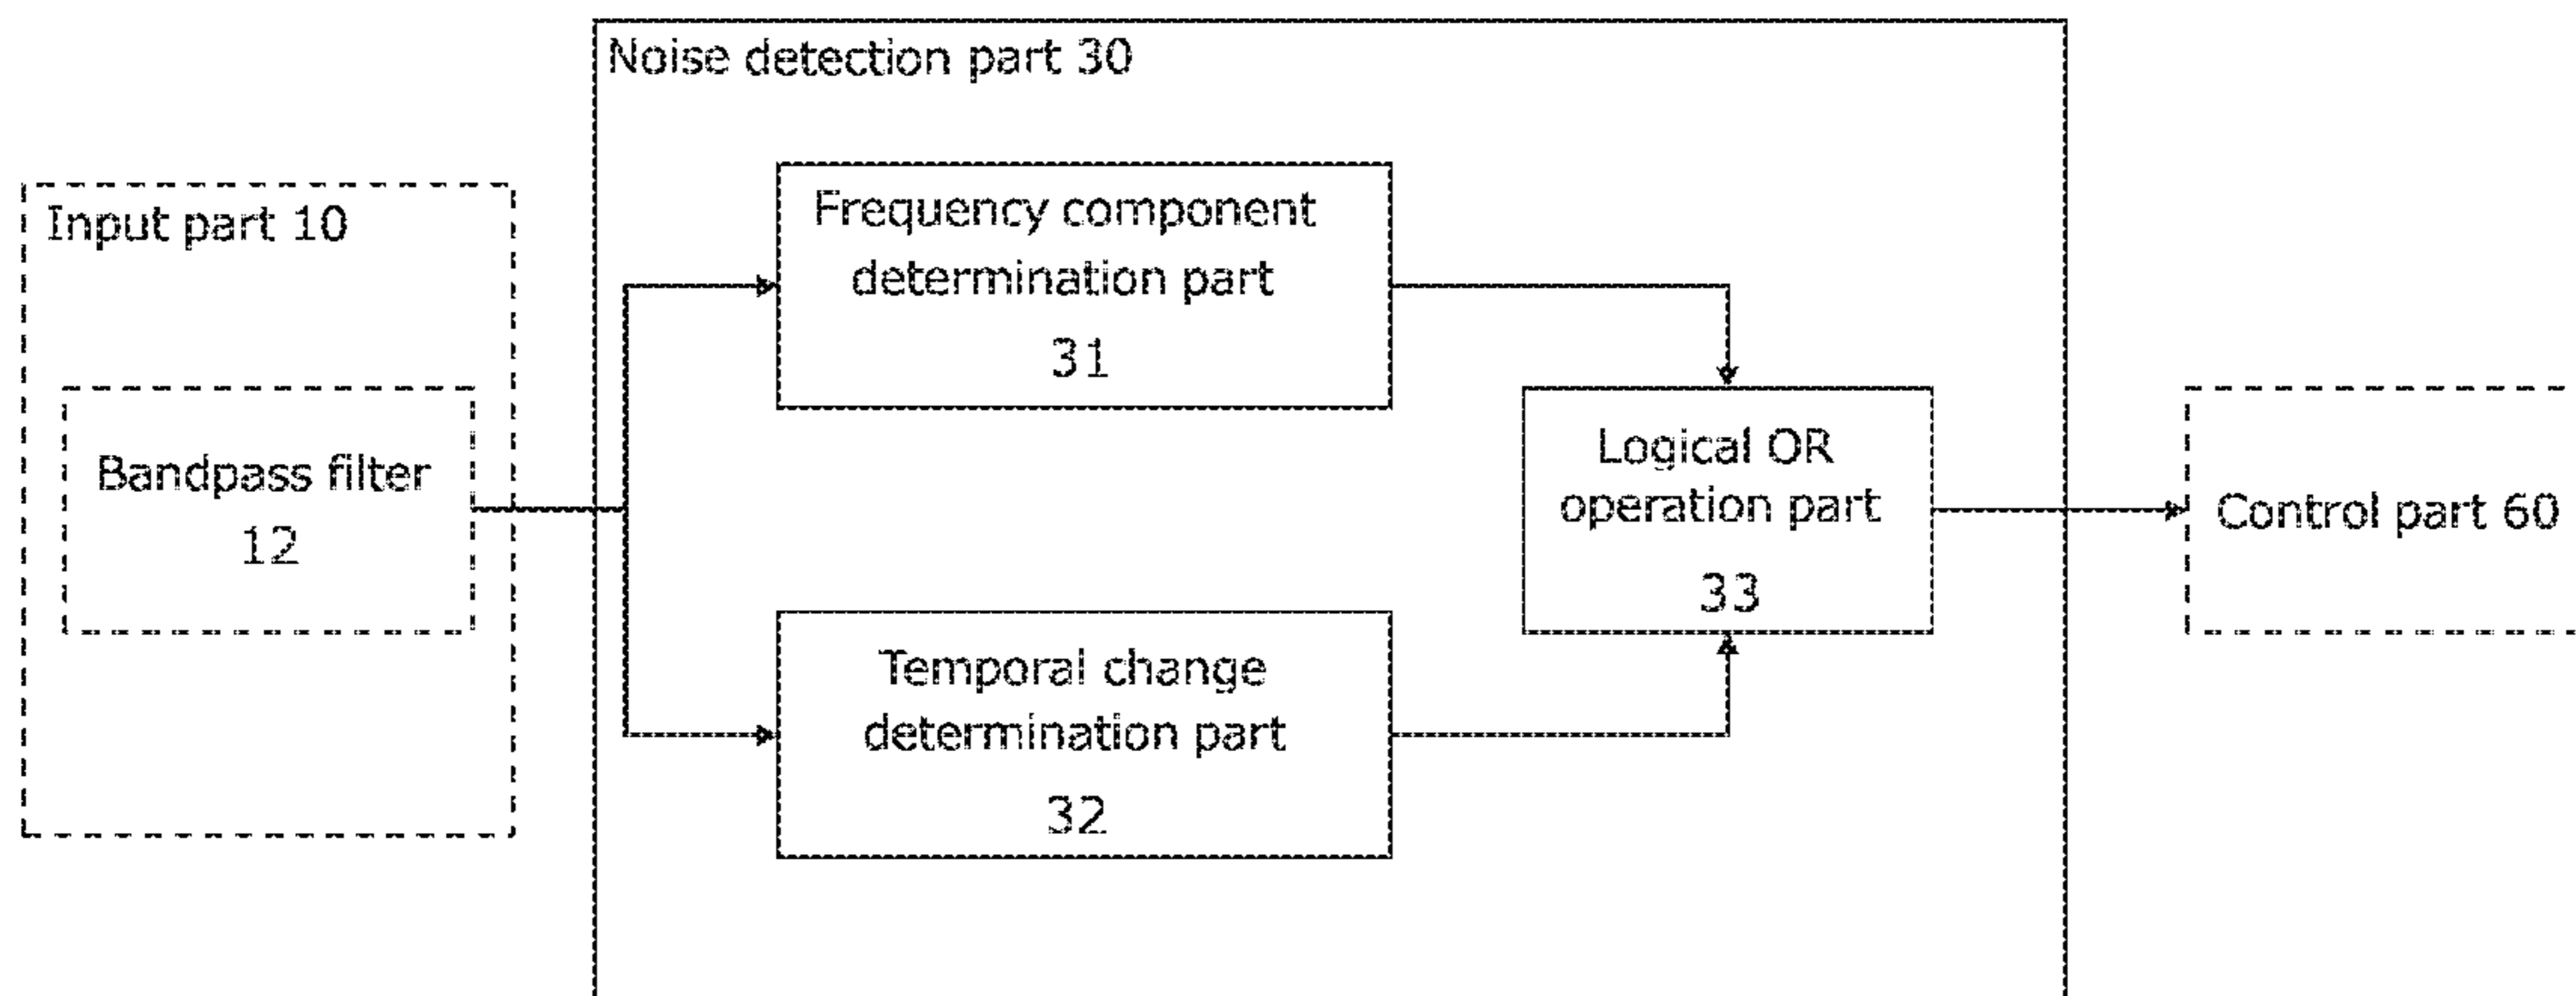 Noise detection part 30
Input part 10
Frequency component
determination part
31
Bandpass filter
12
Logical OR
operation part
33
Control part 60
Temporal change
determination part
32